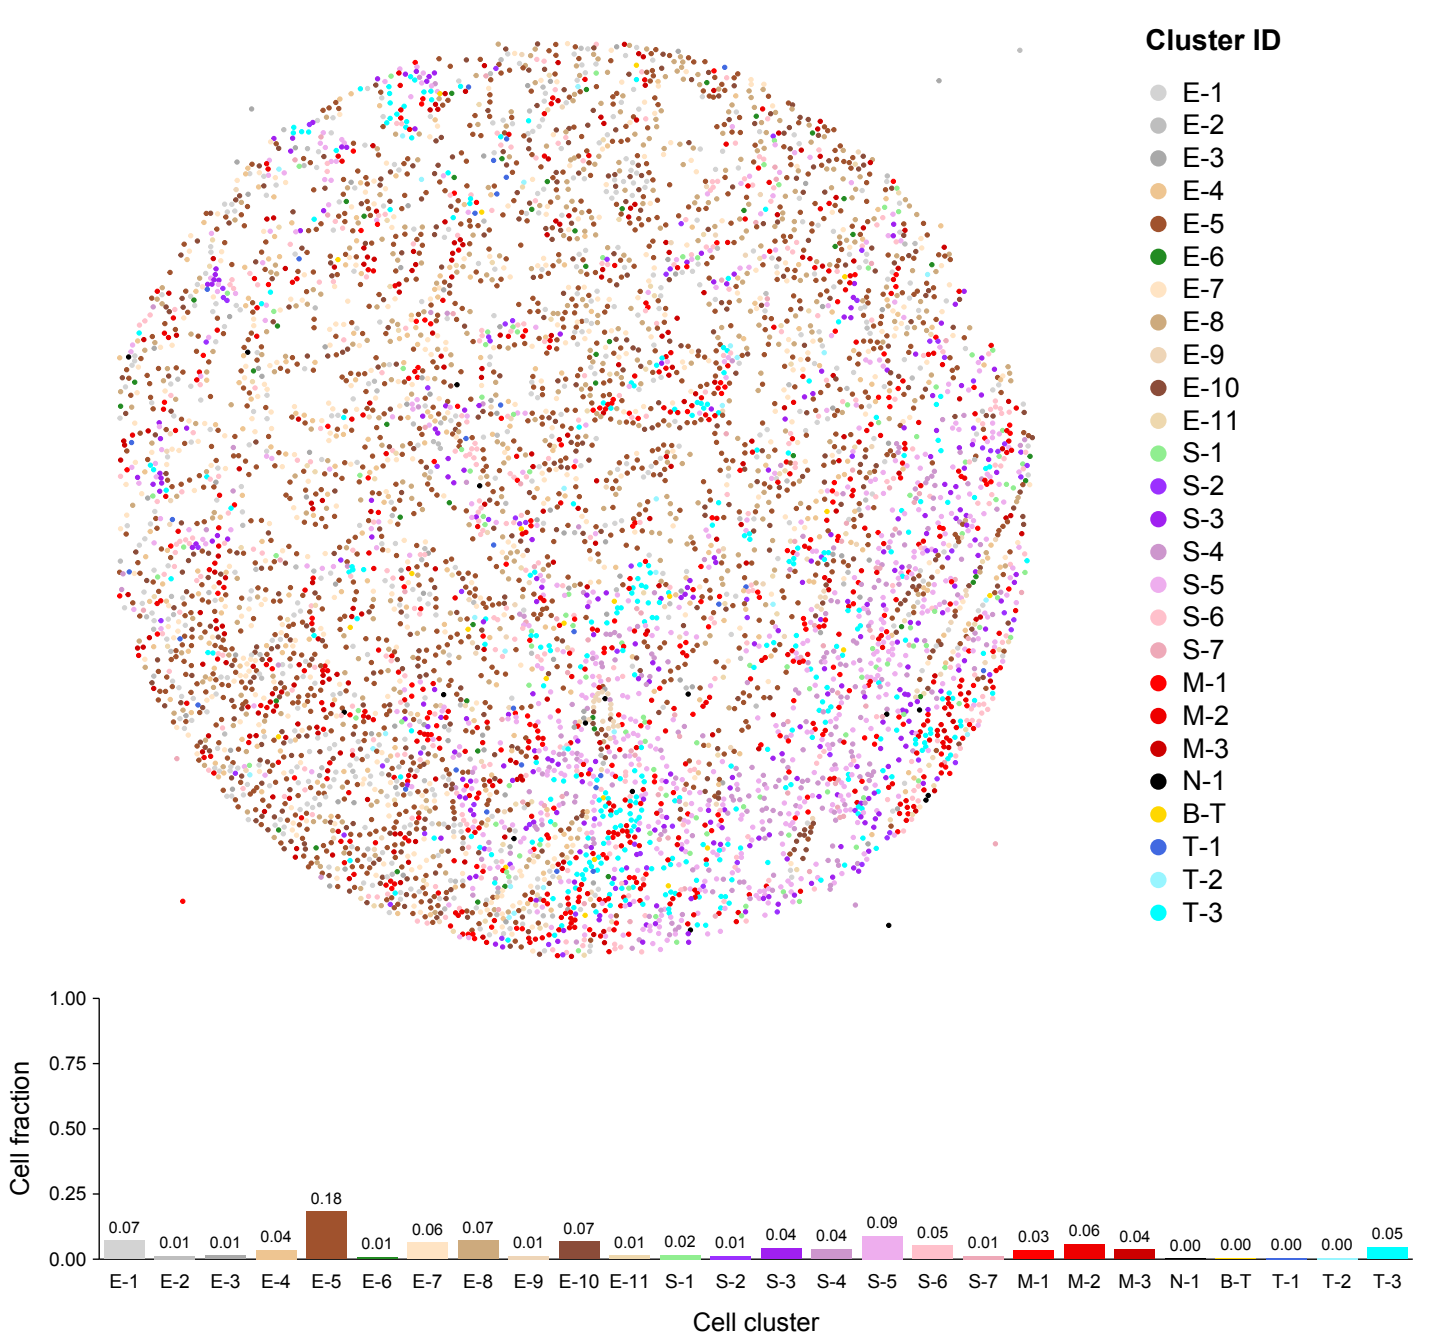 Cluster ID
E-1
E-2
E-3
E-4
E-5
E-6
E-7
E-8
E-9
E-10
E-11
S-1
S-2
S-3
S-4
S-5
S-6
S-7
M-1
M-2
M-3
N-1
B-T
T-1
T-2
T-3
Cell fraction
1.00
0.75
0.50
0.25
0.00
0.07 0.01 0.01 0.04 0.18 0.01 0.06 0.07 0.01 0.07 0.01 0.02 0.01 0.04 0.04 0.09 0.05 0.01 0.03 0.06 0.04 0.00 0.00 0.00 0.00 0.05
E-1 E-2 E-3 E-4 E-5 E-6 E-7 E-8 E-9 E-10 E-11 S-1 S-2 S-3 S-4 S-5 S-6 S-7 M-1 M-2 M-3 N-1 B-T T-1 T-2 T-3
Cell cluster